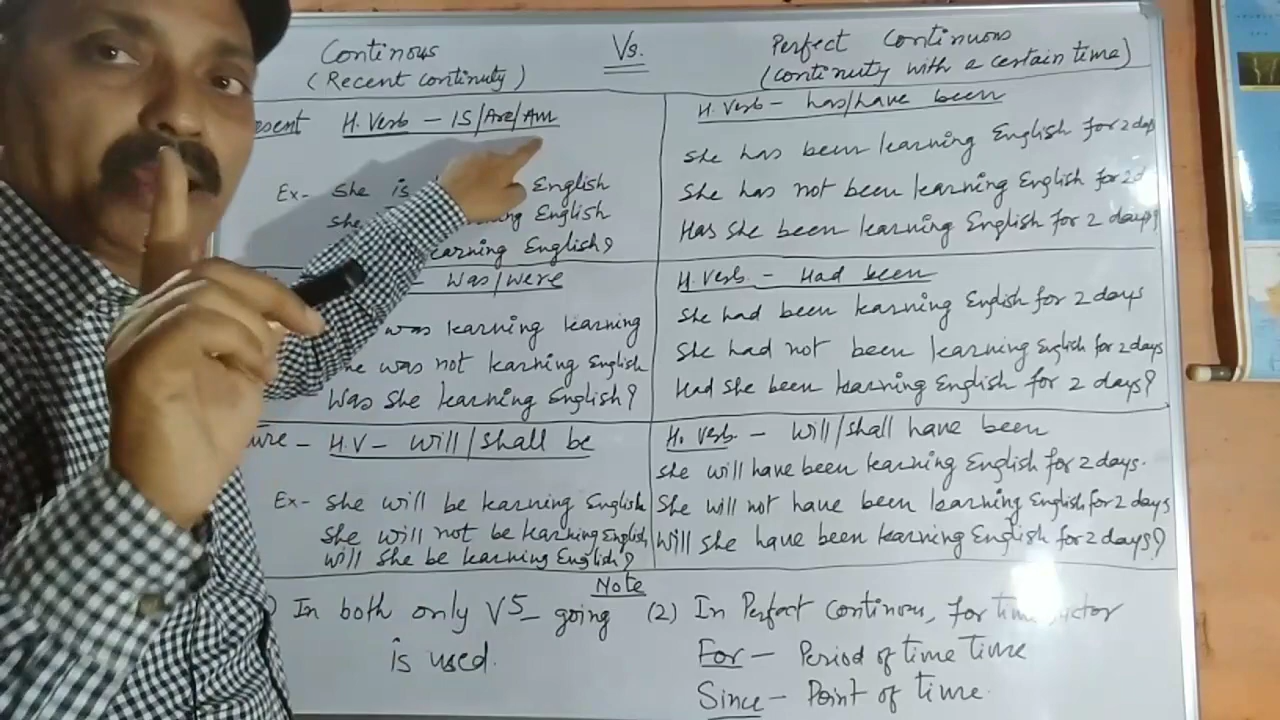 Continous Vs. Perfect Continuous
(Recent continuity) (continuity with a certain time)
H. Verb - Is/Are/Am
Ex- She is English
she English
English?
H. Verb - has/have been
She has been learning English for 2 days
She has not been learning English for 2d
Has She been learning English for 2 days?
- Was/Were
was learning learning
was not learning English
Was She learning English?
H. Verb - Had been
She had been learning English for 2 days
She had not been learning English for 2 days
Had She been learning English for 2 days?
- H.V - Will/shall be
Ex- She will be learning English
She will not be learning English
Will She be learning English?
H. Verb - Will/shall have been
She will have been learning English for 2 days.
She will not have been learning English for 2 days
Will She have been learning English for 2 days?
Note
In both only V5 - going
is used.
(2) In Perfect Continous, for
For - Period of time time
Since - Point of time.